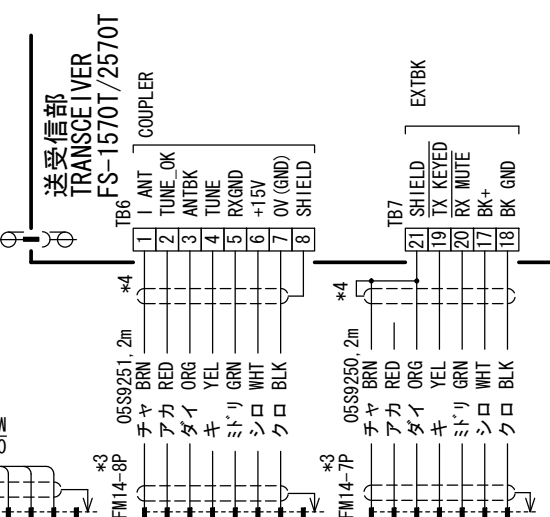 送受信部
TRANSCEIVER
FS-1570T/2570T
TB6
COUPLER
1 I ANT
2 TUNE_OK
3 ANTBK
4 TUNE
5 RXGND
6 +15V
7 0V(GND)
8 SHIELD
*4
05S9251,2m
チャ BRN
アカ RED
ダイ ORG
キ YEL
ミドリ GRN
シロ WHT
クロ BLK
*3
FM14-8P
TB7
EXTBK
21 SHIELD
19 TX KEYED
20 RX MUTE
17 BK+
18 BK GND
*4
05S9250,2m
チャ BRN
アカ RED
ダイ ORG
キ YEL
ミドリ GRN
シロ WHT
クロ BLK
*3
FM14-7P